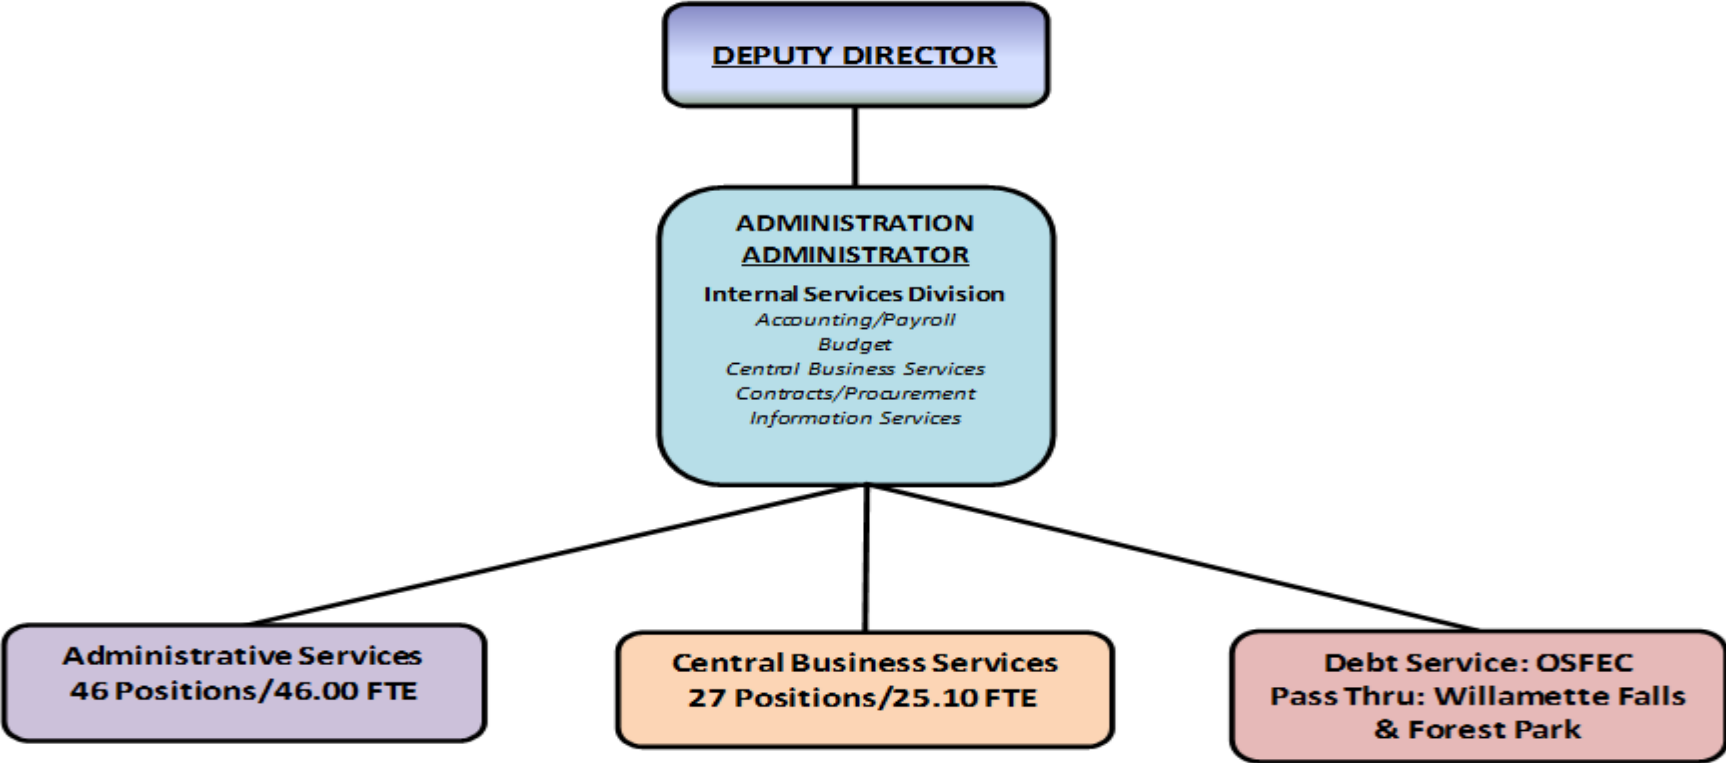 DEPUTY DIRECTOR
ADMINISTRATION
ADMINISTRATOR
Internal Services Division
Accounting/Payroll
Budget
Central Business Services
Contracts/Procurement
Information Services
Administrative Services
46 Positions/46.00 FTE
Central Business Services
27 Positions/25.10 FTE
Debt Service: OSFEC
Pass Thru: Willamette Falls
& Forest Park